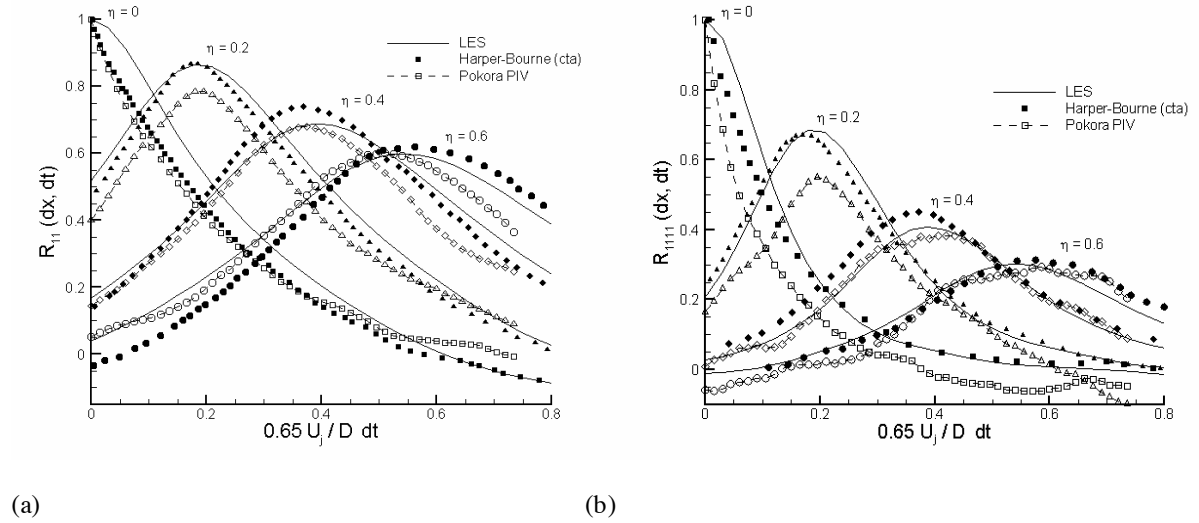 η = 0
η = 0.2
η = 0.4
η = 0.6
LES
Harper-Bourne (cta)
Pokora PIV
R11 (dx, dt)
1
0.8
0.6
0.4
0.2
0
0 0.2 0.4 0.6 0.8
0.65 Uj / D dt
(a)
η = 0
η = 0.2
η = 0.4
η = 0.6
LES
Harper-Bourne (cta)
Pokora PIV
R1111 (dx, dt)
1
0.8
0.6
0.4
0.2
0
0 0.2 0.4 0.6 0.8
0.65 Uj / D dt
(b)